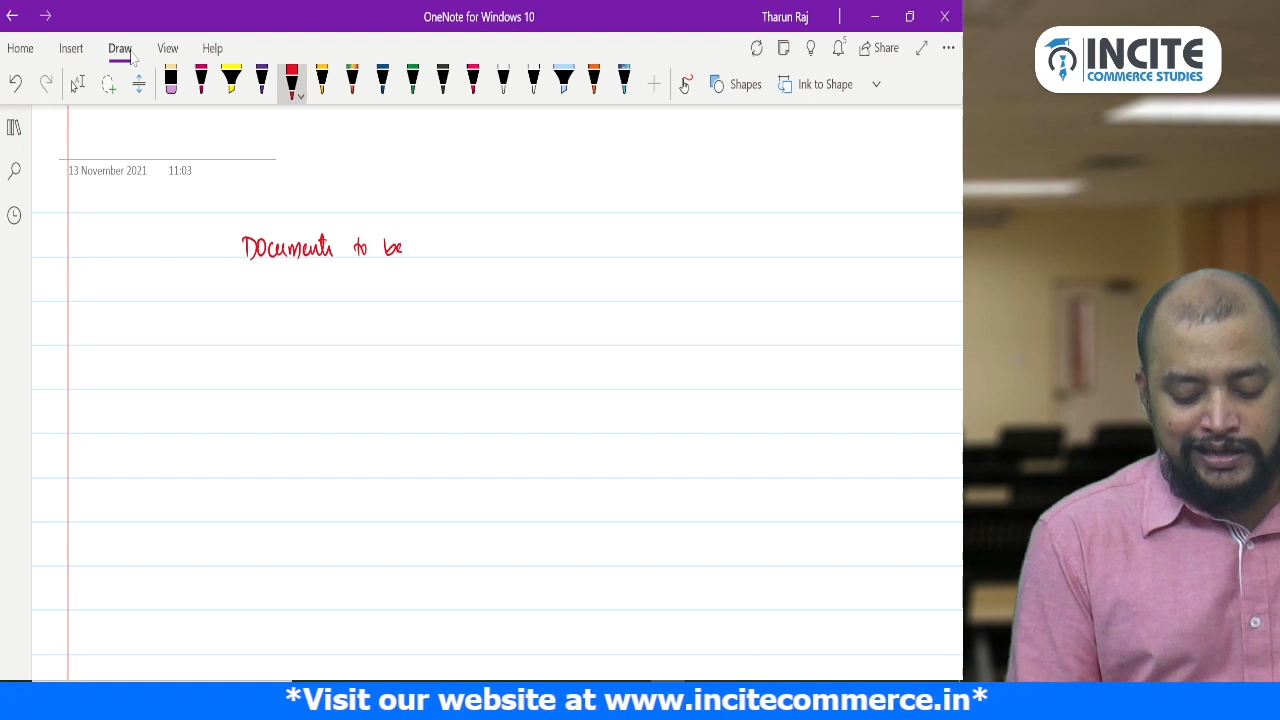 OneNote for Windows 10
Tharun Raj
Home Insert Draw View Help
5
Share
Shapes
Ink to Shape
INCITE
COMMERCE STUDIES
13 November 2021 11:03
Documents to be
*Visit our website at www.incitecommerce.in*